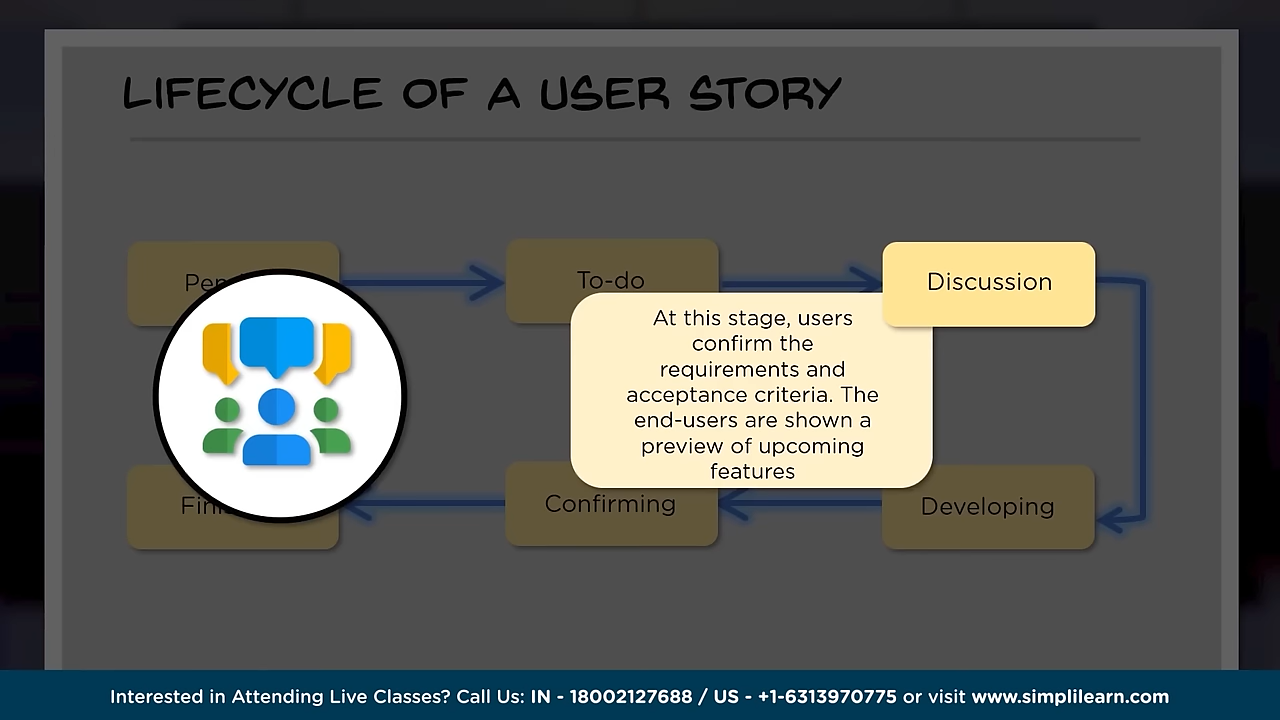 LIFECYCLE OF A USER STORY
To-do
Discussion
At this stage, users
confirm the
requirements and
acceptance criteria. The
end-users are shown a
preview of upcoming
features
Confirming
Developing
Interested in Attending Live Classes? Call Us: IN - 18002127688 / US - +1-6313970775 or visit www.simplilearn.com